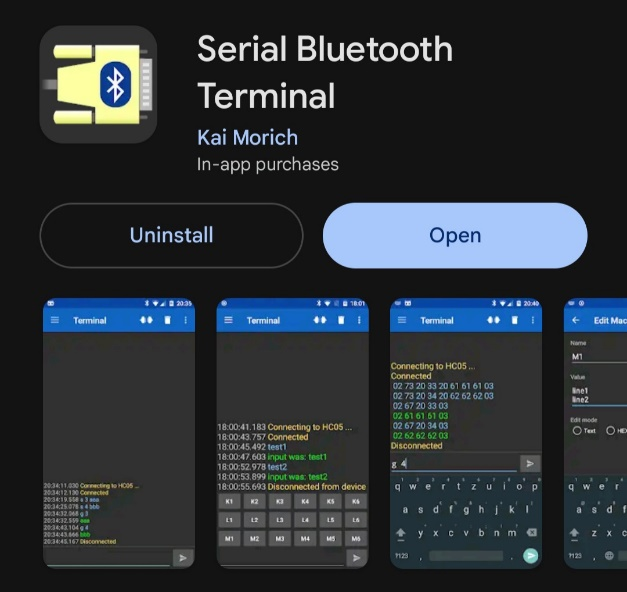 Serial Bluetooth
Terminal
Kai Morich
In-app purchases
Uninstall
Open
20:35
Terminal
20:34:11.030 Connecting to HC05 ...
20:34:12.130 Connected
20:34:19.558 s 3 aaa
20:34:25.078 s 4 bbb
20:34:32.568 g 3
20:34:32.599 aaa
20:34:43.104 g 4
20:34:43.866 bbb
20:34:45.167 Disconnected
18:01
Terminal
18:00:41.183 Connecting to HC05 ...
18:00:43.757 Connected
18:00:45.492 test1
18:00:47.603 input was: test1
18:00:52.978 test2
18:00:53.899 input was: test2
18:00:55.693 Disconnected from device
K1 K2 K3 K4 K5 K6
L1 L2 L3 L4 L5 L6
M1 M2 M3 M4 M5 M6
20:40
Terminal
Connecting to HC05 ...
Connected
02 73 20 33 20 61 61 61 03
02 73 20 34 20 62 62 62 03
02 67 20 33 03
02 61 61 61 03
02 67 20 34 03
02 62 62 62 03
Disconnected
g 4
q w e r t z u i o p
a s d f g h j k l
y x c v b n m
?123 , .
Edit Mac
Name
M1
Value
line1
line2
Edit mode
Text HEX
q w e r
a s d f
z x c
?123 ,